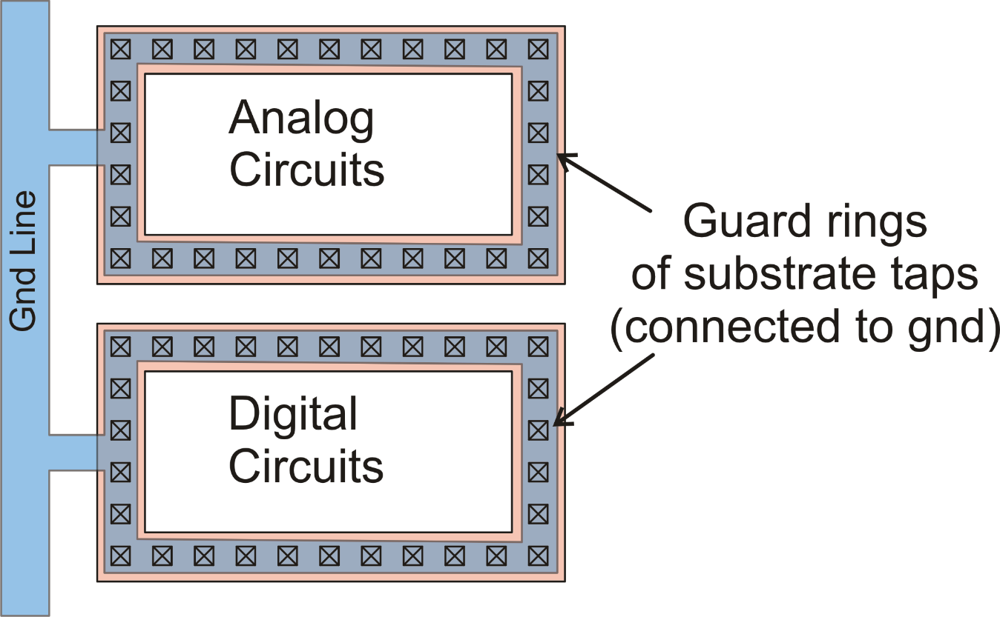 Gnd Line
Analog
Circuits
Guard rings
of substrate taps
(connected to gnd)
Digital
Circuits